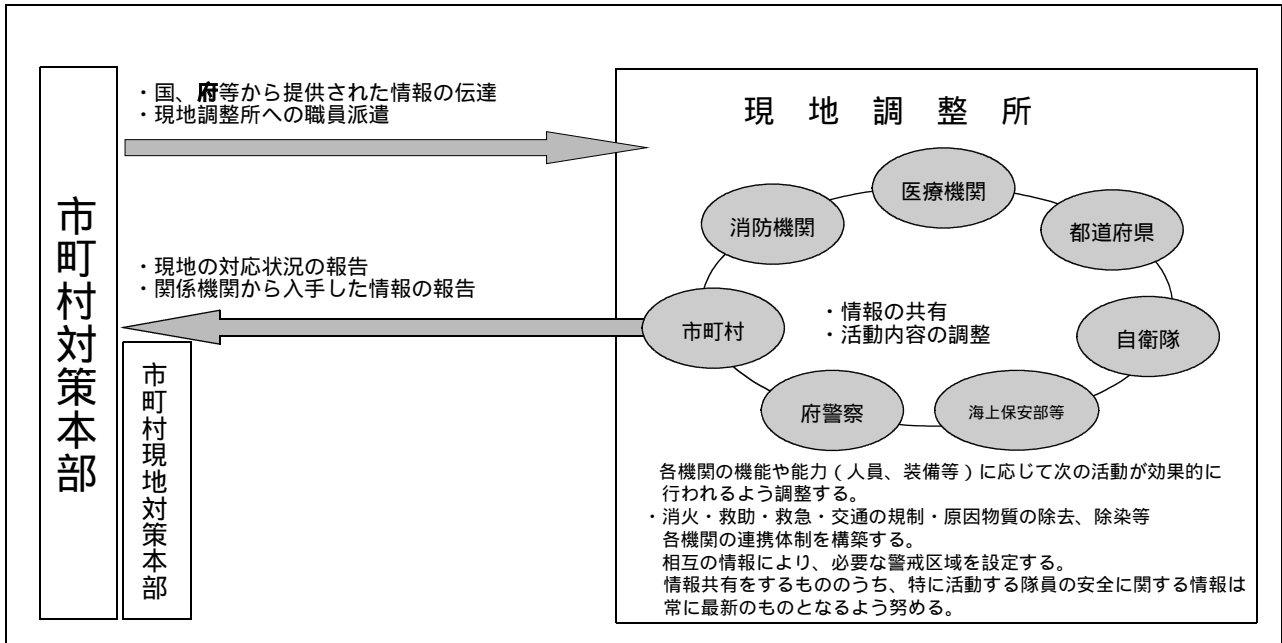 市町村対策本部
市町村現地対策本部
・国、府等から提供された情報の伝達
・現地調整所への職員派遣
・現地の対応状況の報告
・関係機関から入手した情報の報告
現地調整所
医療機関
消防機関
都道府県
市町村
・情報の共有
・活動内容の調整
自衛隊
府警察
海上保安部等
各機関の機能や能力（人員、装備等）に応じて次の活動が効果的に
行われるよう調整する。
・消火・救助・救急・交通の規制・原因物質の除去、除染等
各機関の連携体制を構築する。
相互の情報により、必要な警戒区域を設定する。
情報共有をするもののうち、特に活動する隊員の安全に関する情報は
常に最新のものとなるよう努める。